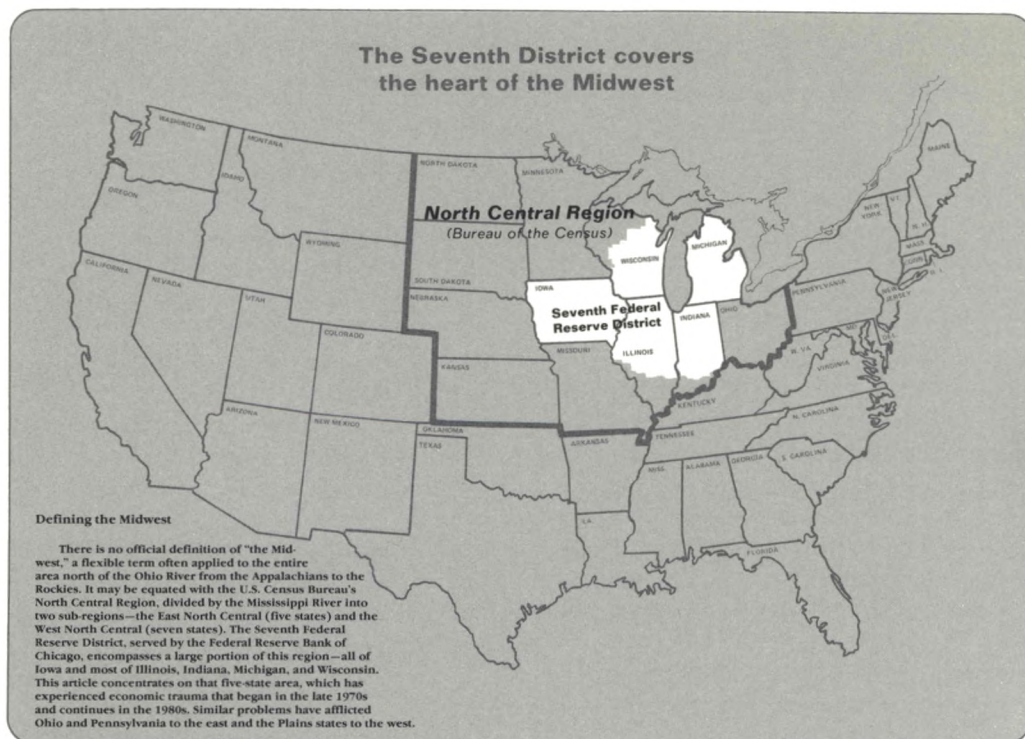 The Seventh District covers
the heart of the Midwest
WASHINGTON
MONTANA
NORTH DAKOTA
MINNESOTA
MAINE
IDAHO
OREGON
NEW
YORK
VT.
N. H.
North Central Region
(Bureau of the Census)
WYOMING
WISCONSIN
MICHIGAN
MASS.
CONN.
R. I.
CALIFORNIA
NEVADA
SOUTH DAKOTA
IOWA
PENNSYLVANIA
UTAH
NEBRASKA
NEW
JERSEY
Seventh Federal
Reserve District
INDIANA
OHIO
COLORADO
MD.
DEL.
MISSOURI
ILLINOIS
W. VA
VIRGINIA
KANSAS
KENTUCKY
ARIZONA
NEW MEXICO
N. CAROLINA
OKLAHOMA
TEXAS
ARKANSAS
TENNESSEE
MISS.
ALABAMA
GEORGIA
S. CAROLINA
LA.
FLORIDA
Defining the Midwest
There is no official definition of "the Mid-
west," a flexible term often applied to the entire
area north of the Ohio River from the Appalachians to the
Rockies. It may be equated with the U.S. Census Bureau's
North Central Region, divided by the Mississippi River into
two sub-regions—the East North Central (five states) and the
West North Central (seven states). The Seventh Federal
Reserve District, served by the Federal Reserve Bank of
Chicago, encompasses a large portion of this region—all of
Iowa and most of Illinois, Indiana, Michigan, and Wisconsin.
This article concentrates on that five-state area, which has
experienced economic trauma that began in the late 1970s
and continues in the 1980s. Similar problems have afflicted
Ohio and Pennsylvania to the east and the Plains states to the west.